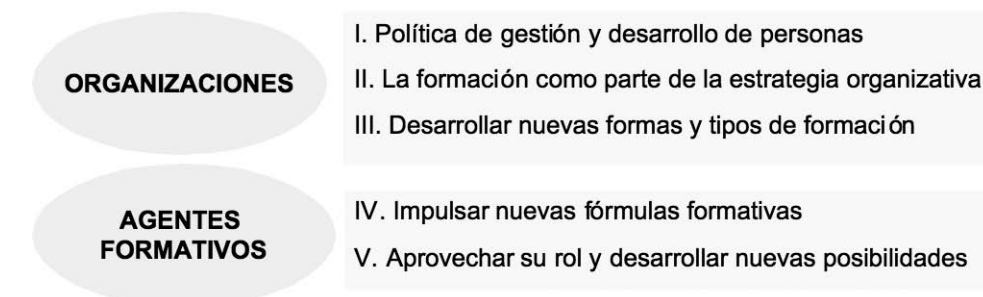 ORGANIZACIONES
I. Política de gestión y desarrollo de personas
II. La formación como parte de la estrategia organizativa
III. Desarrollar nuevas formas y tipos de formación
AGENTES
FORMATIVOS
IV. Impulsar nuevas fórmulas formativas
V. Aprovechar su rol y desarrollar nuevas posibilidades